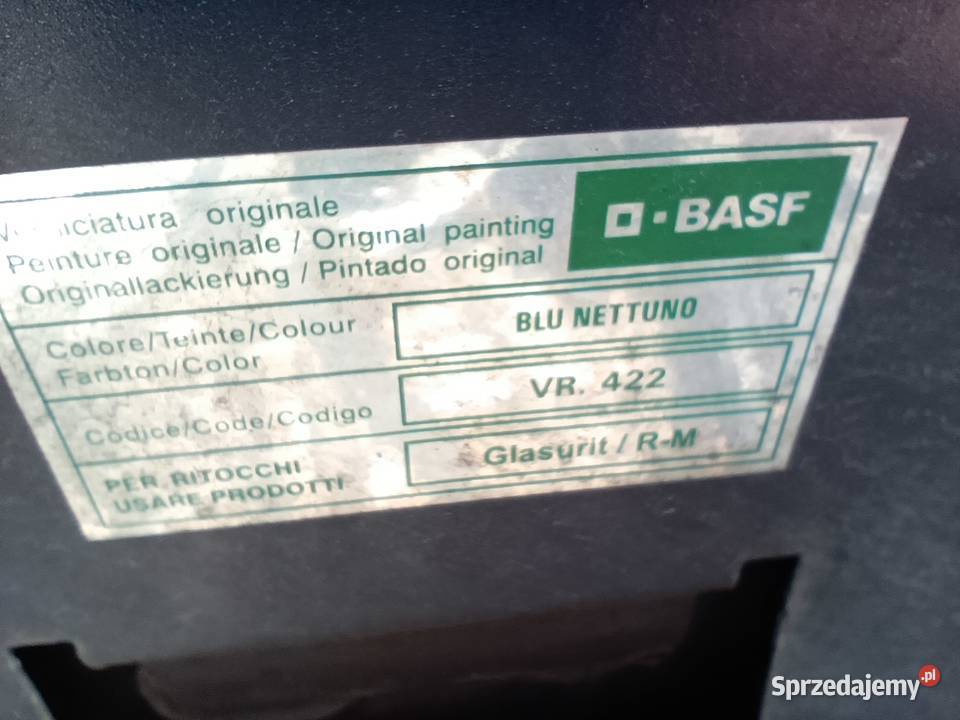 originale
Peinture originale / Original painting
Originallackierung / Pintado original
BASF
Colore/Teinte/Colour
Farbton/Color
BLU NETTUNO
Codice/Code/Codigo
VR. 422
PER RITOCCHI
USARE PRODOTTI
Glasurit / R-M
Sprzedajemy.pl